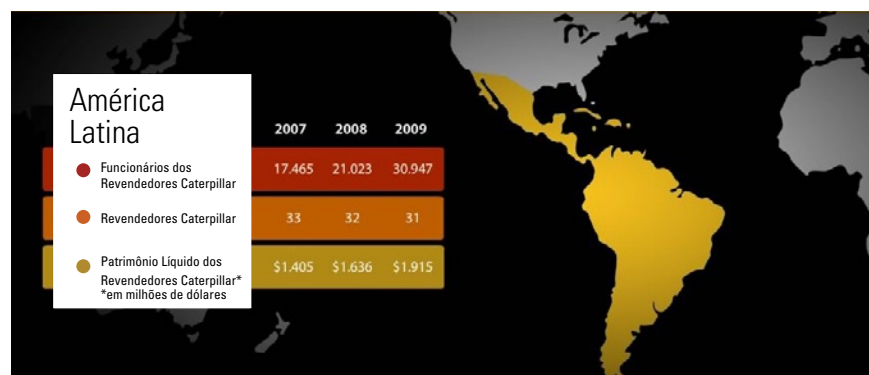 América
Latina
2007 2008 2009
Funcionários dos
Revendedores Caterpillar
17.465 21.023 30.947
Revendedores Caterpillar
33 32 31
Patrimônio Líquido dos
Revendedores Caterpillar*
*em milhões de dólares
$1.405 $1.636 $1.915